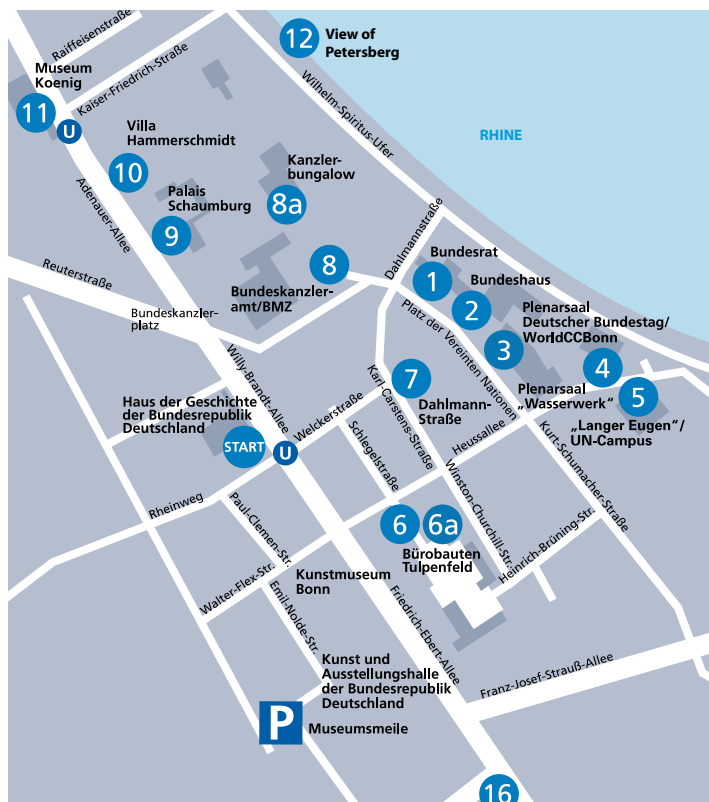 Raiffeisenstraße
Museum
Koenig
11
U
Kaiser-Friedrich-Straße
12
View of
Petersberg
Wilhelm-Spiritus-Ufer
RHINE
Villa
Hammerschmidt
10
Adenauer-Allee
Palais
Schaumburg
9
Kanzler-
bungalow
8a
Reuterstraße
Bundeskanzler-
platz
8
Bundeskanzler-
amt/BMZ
Dahlmannstraße
Bundesrat
1
Bundeshaus
2
Plenarsaal
Deutscher Bundestag/
WorldCCBonn
3
Platz der Vereinten Nationen
4
Plenarsaal
„Wasserwerk“
5
„Langer Eugen“/
UN-Campus
Willy-Brandt-Allee
7
Dahlmann-
Straße
Karl-Carstens-Straße
Haus der Geschichte
der Bundesrepublik
Deutschland
START
U
Welckerstraße
Schlegelstraße
Heussallee
Kurt-Schumacher-Straße
Winston-Churchill-Str.
Rheinweg
Paul-Clemen-Str.
6
6a
Bürobauten
Tulpenfeld
Heinrich-Brüning-Str.
Walter-Flex-Str.
Kunstmuseum
Bonn
Emil-Nolde-Str.
Friedrich-Ebert-Allee
Kunst und
Ausstellungshalle
der Bundesrepublik
Deutschland
Franz-Josef-Strauß-Allee
P
Museumsmeile
16